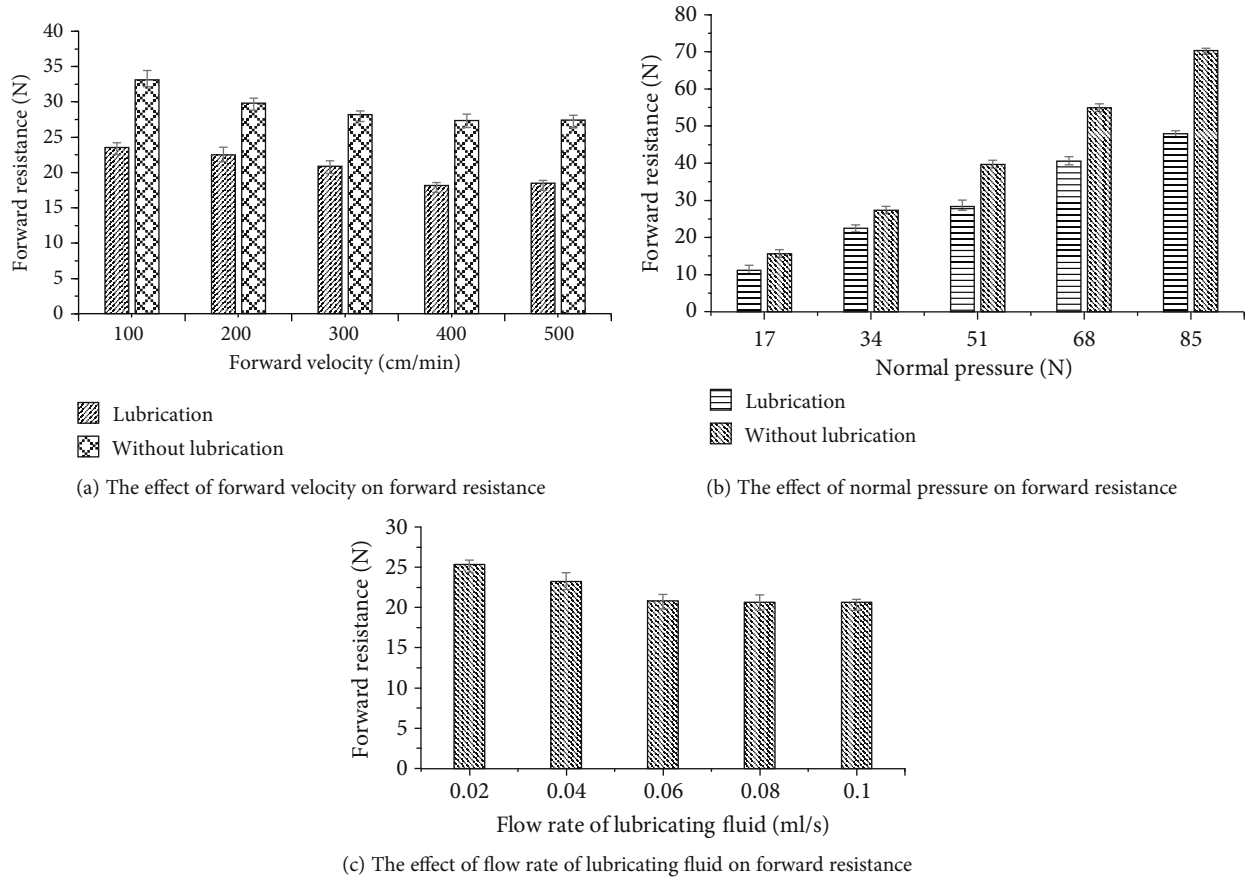 40
35
30
25
20
15
10
5
0
Forward resistance (N)
100 200 300 400 500
Forward velocity (cm/min)
Lubrication
Without lubrication
(a) The effect of forward velocity on forward resistance
80
70
60
50
40
30
20
10
0
Forward resistance (N)
17 34 51 68 85
Normal pressure (N)
Lubrication
Without lubrication
(b) The effect of normal pressure on forward resistance
30
25
20
15
10
5
0
Forward resistance (N)
0.02 0.04 0.06 0.08 0.1
Flow rate of lubricating fluid (ml/s)
(c) The effect of flow rate of lubricating fluid on forward resistance